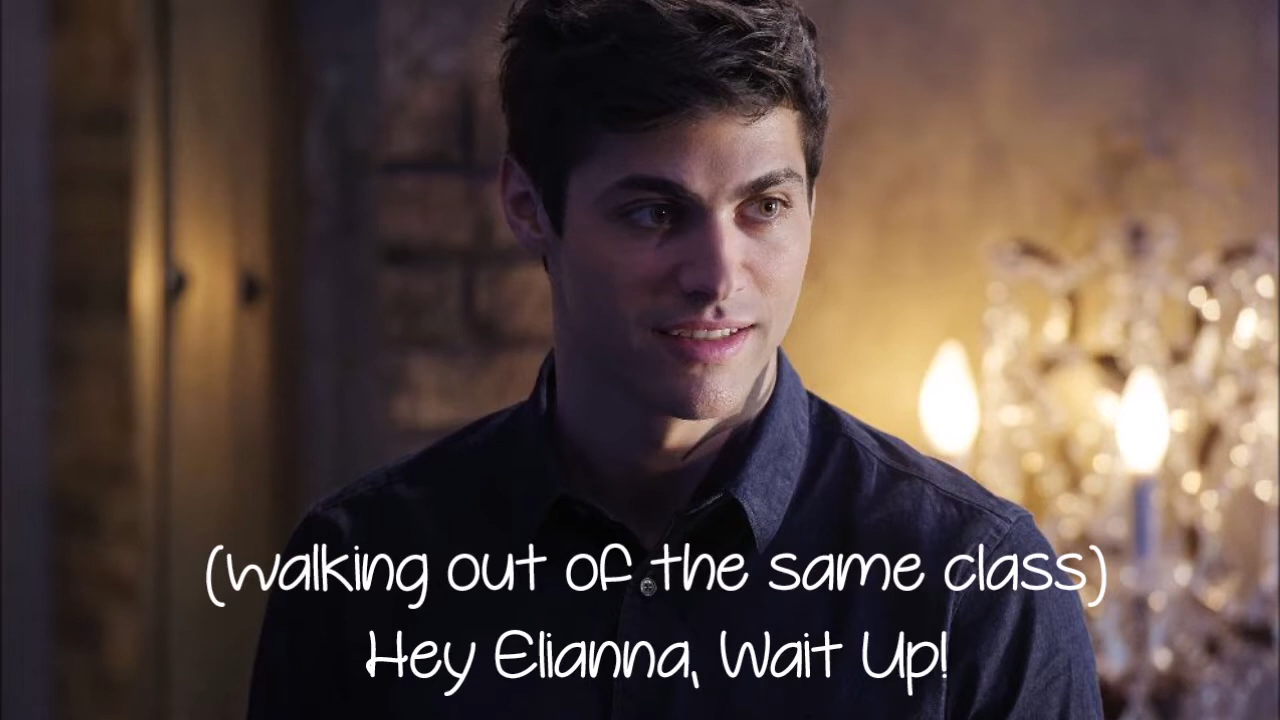 (walking out of the same class)
Hey Elianna, Wait Up!